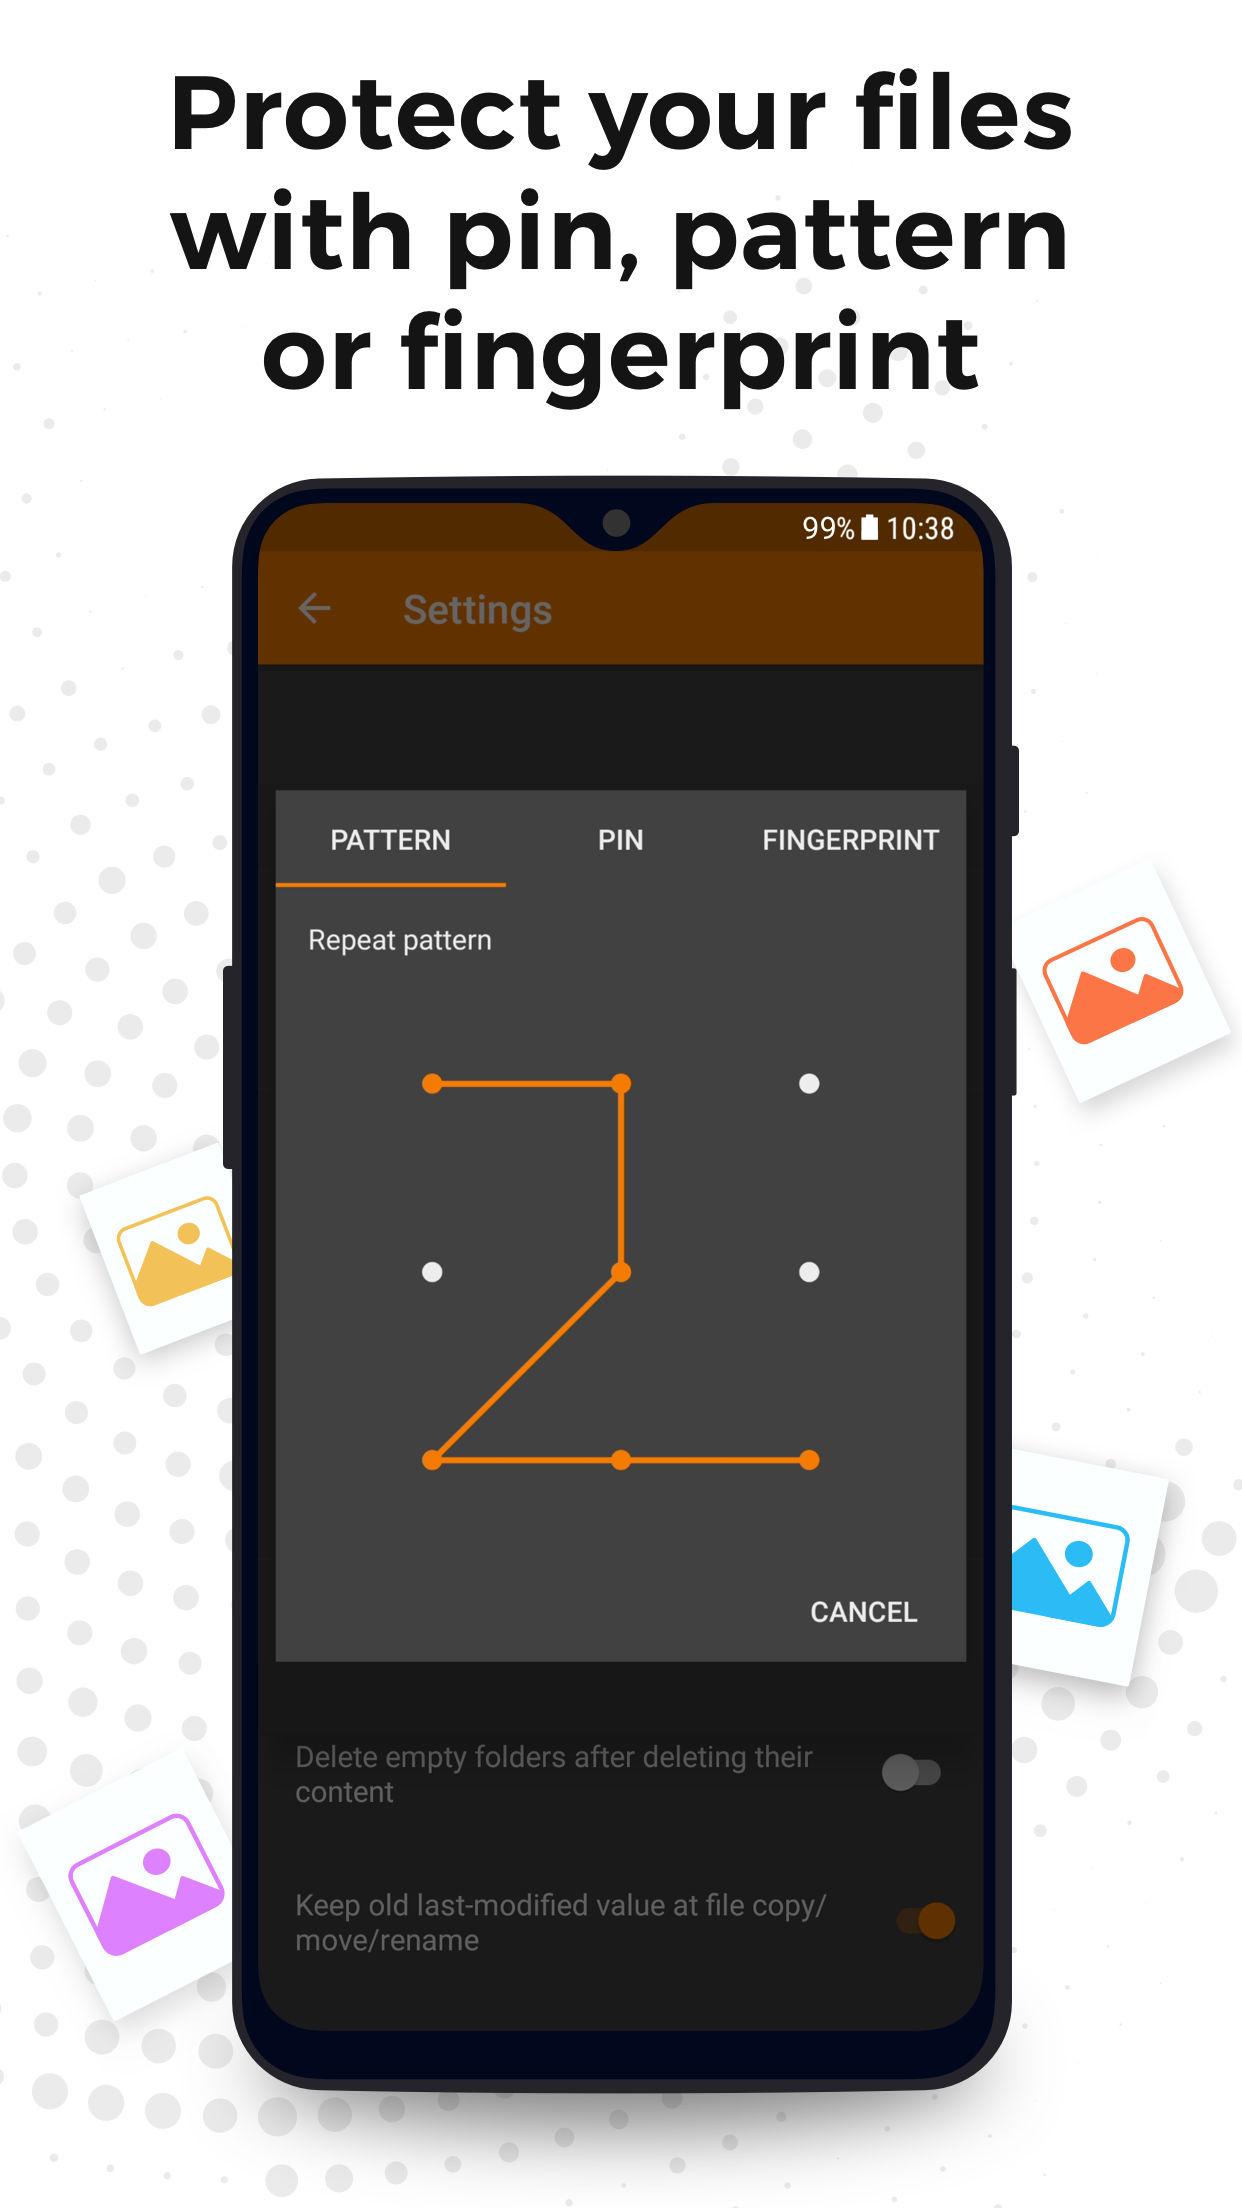 Protect your files
with pin, pattern
or fingerprint
99% 10:38
Settings
PATTERN PIN FINGERPRINT
Repeat pattern
CANCEL
Delete empty folders after deleting their
content
Keep old last-modified value at file copy/
move/rename